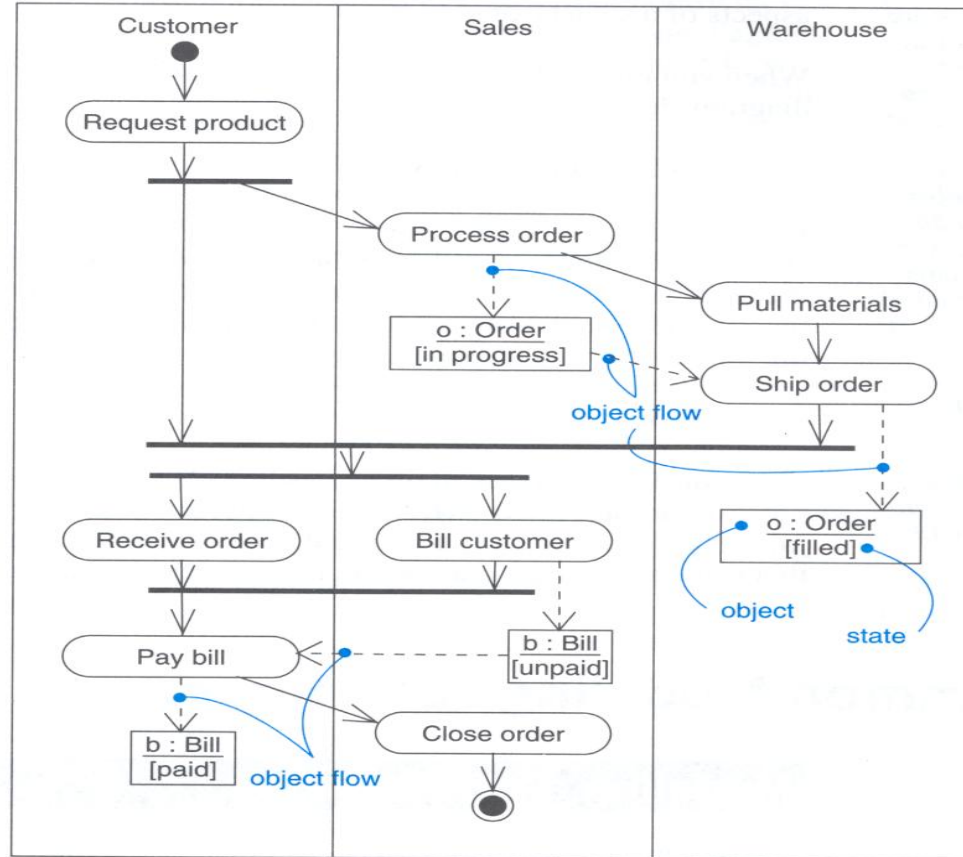 Customer
Sales
Warehouse
Request product
Process order
Pull materials
o : Order
[in progress]
Ship order
object flow
o : Order
[filled]
Receive order
Bill customer
object
state
b : Bill
[unpaid]
Pay bill
Close order
b : Bill
[paid]
object flow